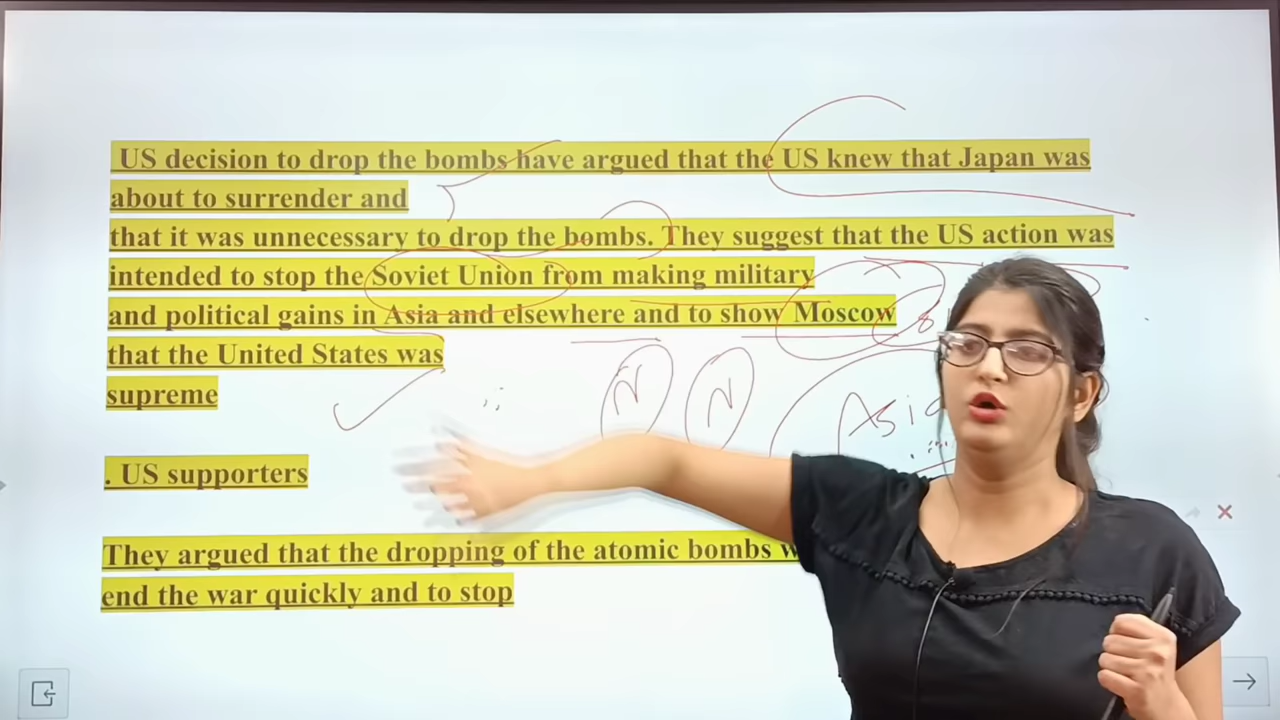 US decision to drop the bombs have argued that the US knew that Japan was
about to surrender and
that it was unnecessary to drop the bombs. They suggest that the US action was
intended to stop the Soviet Union from making military
and political gains in Asia and elsewhere and to show Moscow
that the United States was
supreme
N N Asia
. US supporters
They argued that the dropping of the atomic bombs
end the war quickly and to stop